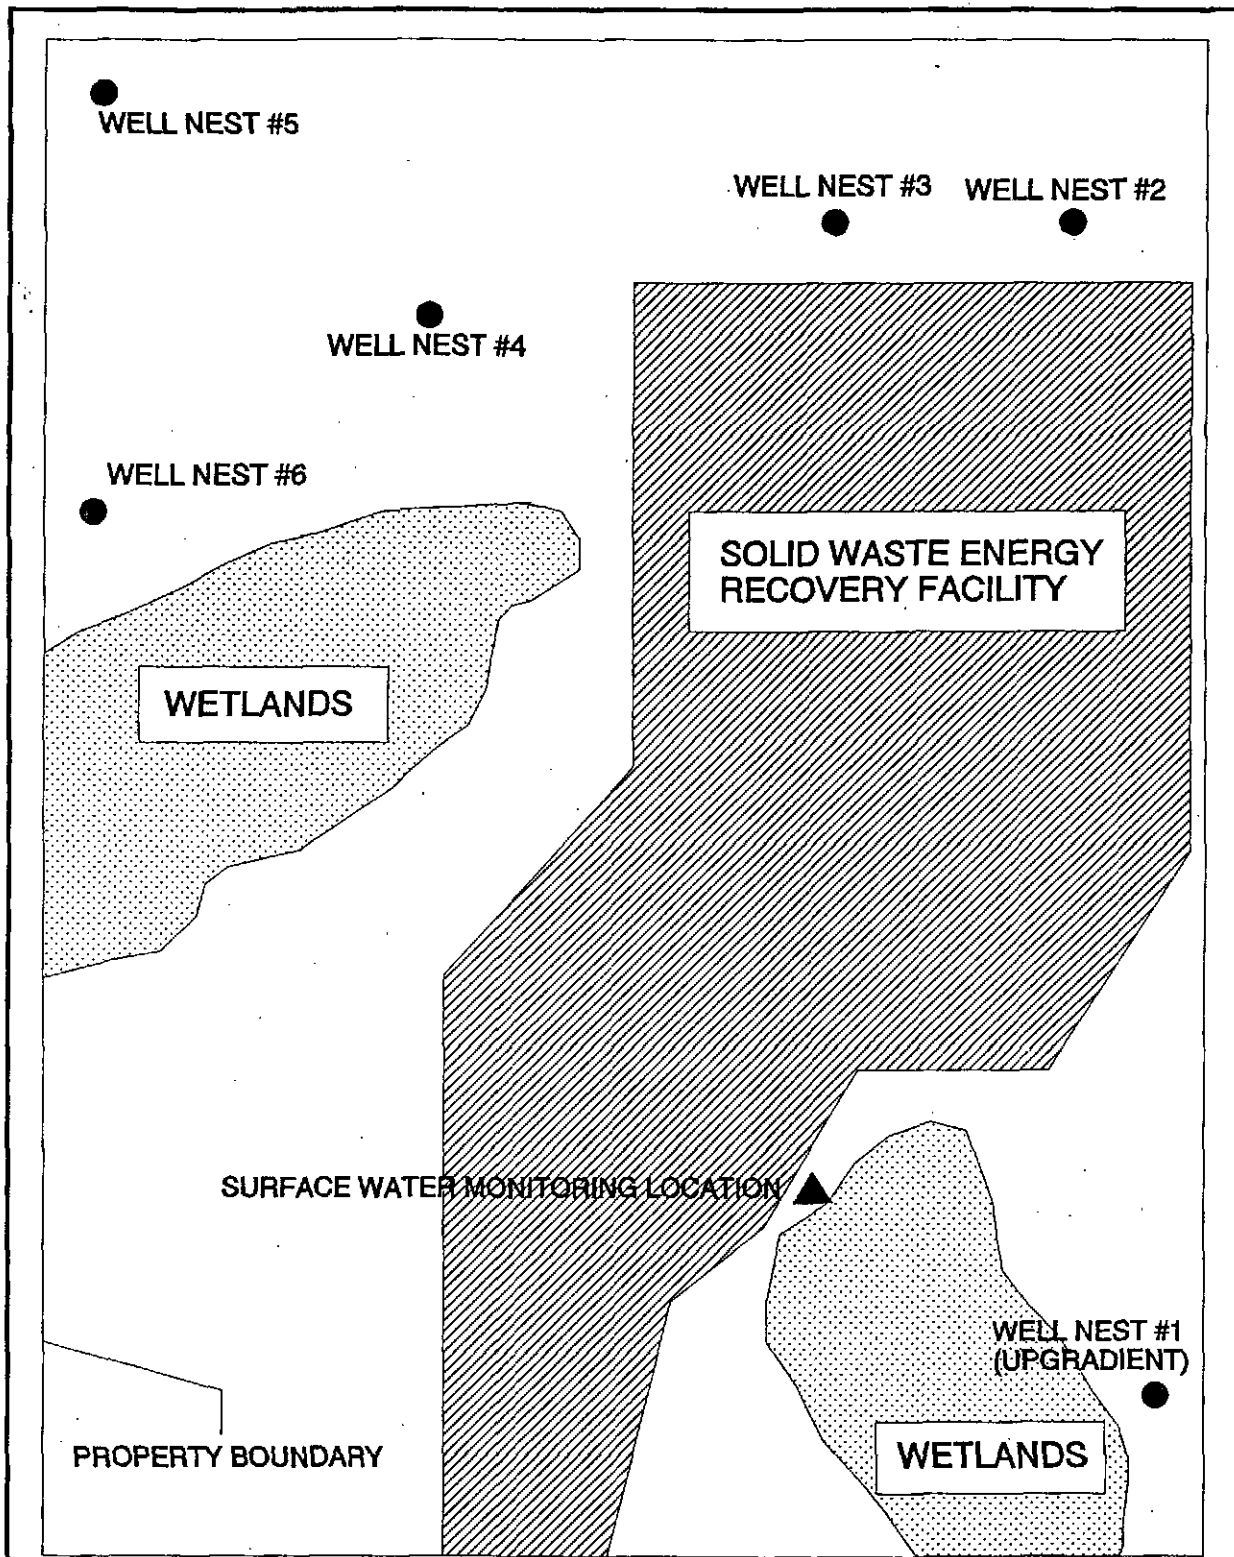 WELL NEST #5
WELL NEST #3
WELL NEST #2
WELL NEST #4
WELL NEST #6
SOLID WASTE ENERGY
RECOVERY FACILITY
WETLANDS
SURFACE WATER MONITORING LOCATION
WELL NEST #1
(UPGRADIENT)
PROPERTY BOUNDARY
WETLANDS